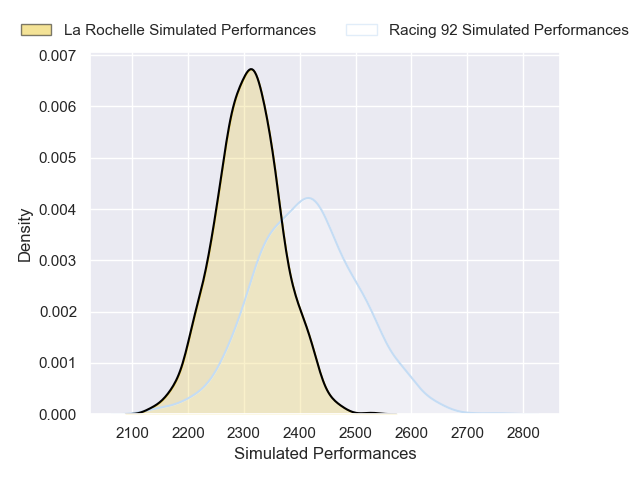 La Rochelle Simulated Performances Racing 92 Simulated Performances
0.007
0.006
0.005
0.004
0.003
0.002
0.001
0.000
Density
2100 2200 2300 2400 2500 2600 2700 2800
Simulated Performances